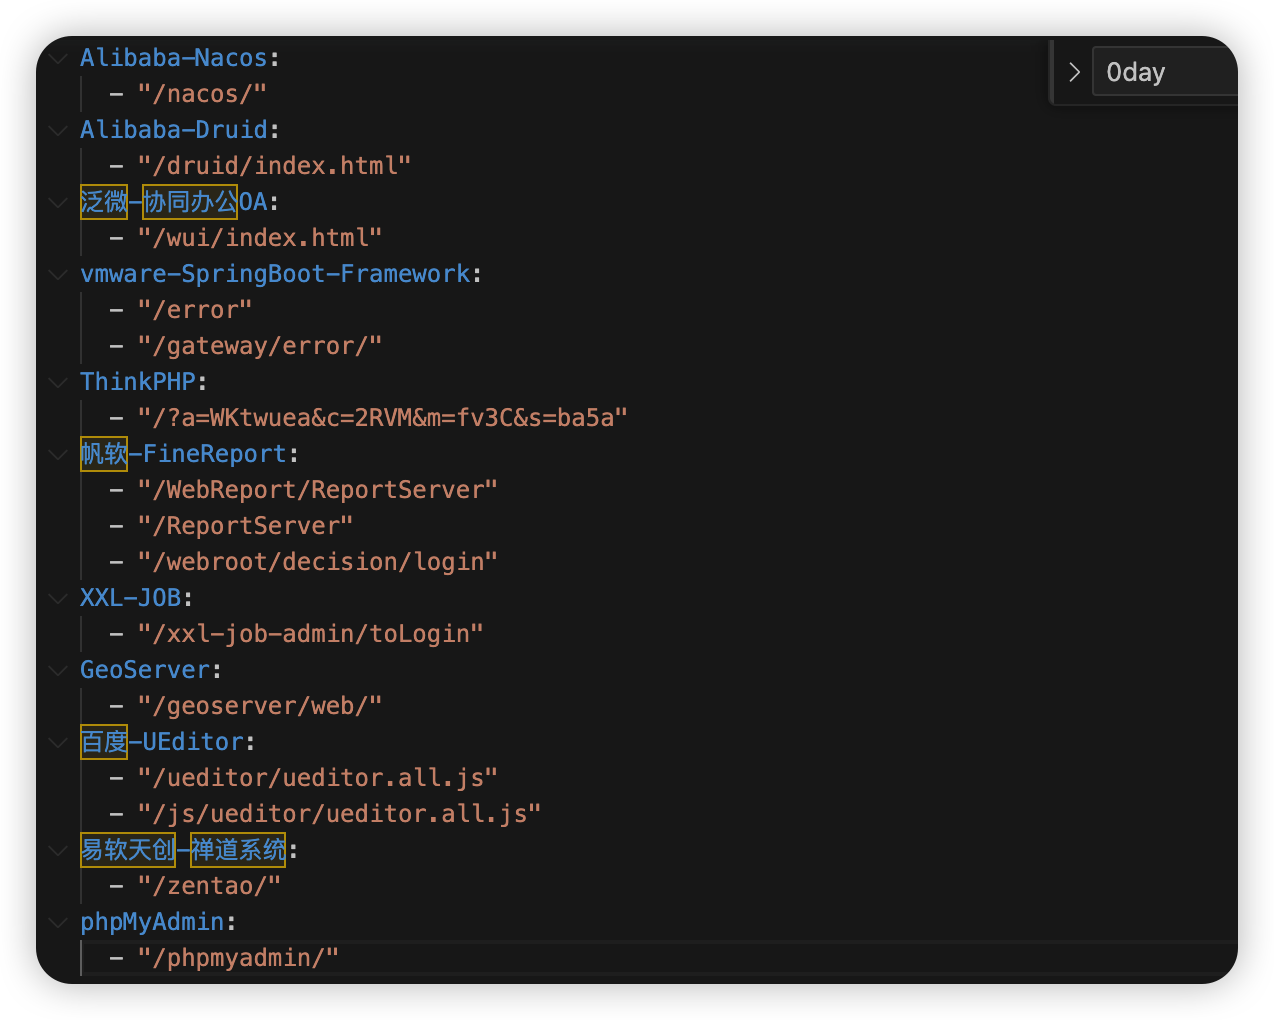 Alibaba-Nacos:
- "/nacos/"
Alibaba-Druid:
- "/druid/index.html"
泛微-协同办公OA:
- "/wui/index.html"
vmware-SpringBoot-Framework:
- "/error"
- "/gateway/error/"
ThinkPHP:
- "/?a=WKtwuea&c=2RVM&m=fv3C&s=ba5a"
帆软-FineReport:
- "/WebReport/ReportServer"
- "/ReportServer"
- "/webroot/decision/login"
XXL-JOB:
- "/xxl-job-admin/toLogin"
GeoServer:
- "/geoserver/web/"
百度-UEditor:
- "/ueditor/ueditor.all.js"
- "/js/ueditor/ueditor.all.js"
易软天创-禅道系统:
- "/zentao/"
phpMyAdmin:
- "/phpmyadmin/"
0day